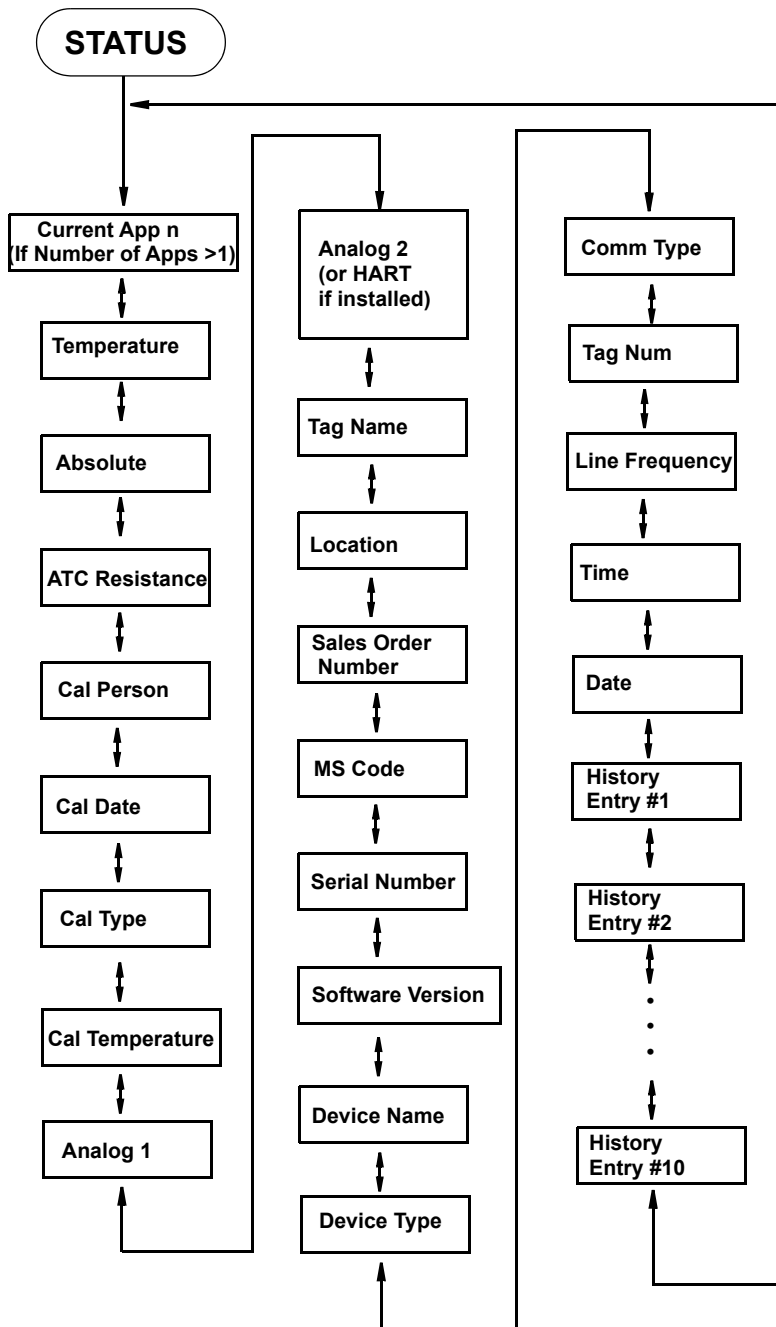 STATUS
Current App n
(If Number of Apps >1)
Temperature
Absolute
ATC Resistance
Cal Person
Cal Date
Cal Type
Cal Temperature
Analog 1
Analog 2
(or HART
if installed)
Tag Name
Location
Sales Order
Number
MS Code
Serial Number
Software Version
Device Name
Device Type
Comm Type
Tag Num
Line Frequency
Time
Date
History
Entry #1
History
Entry #2
History
Entry #10